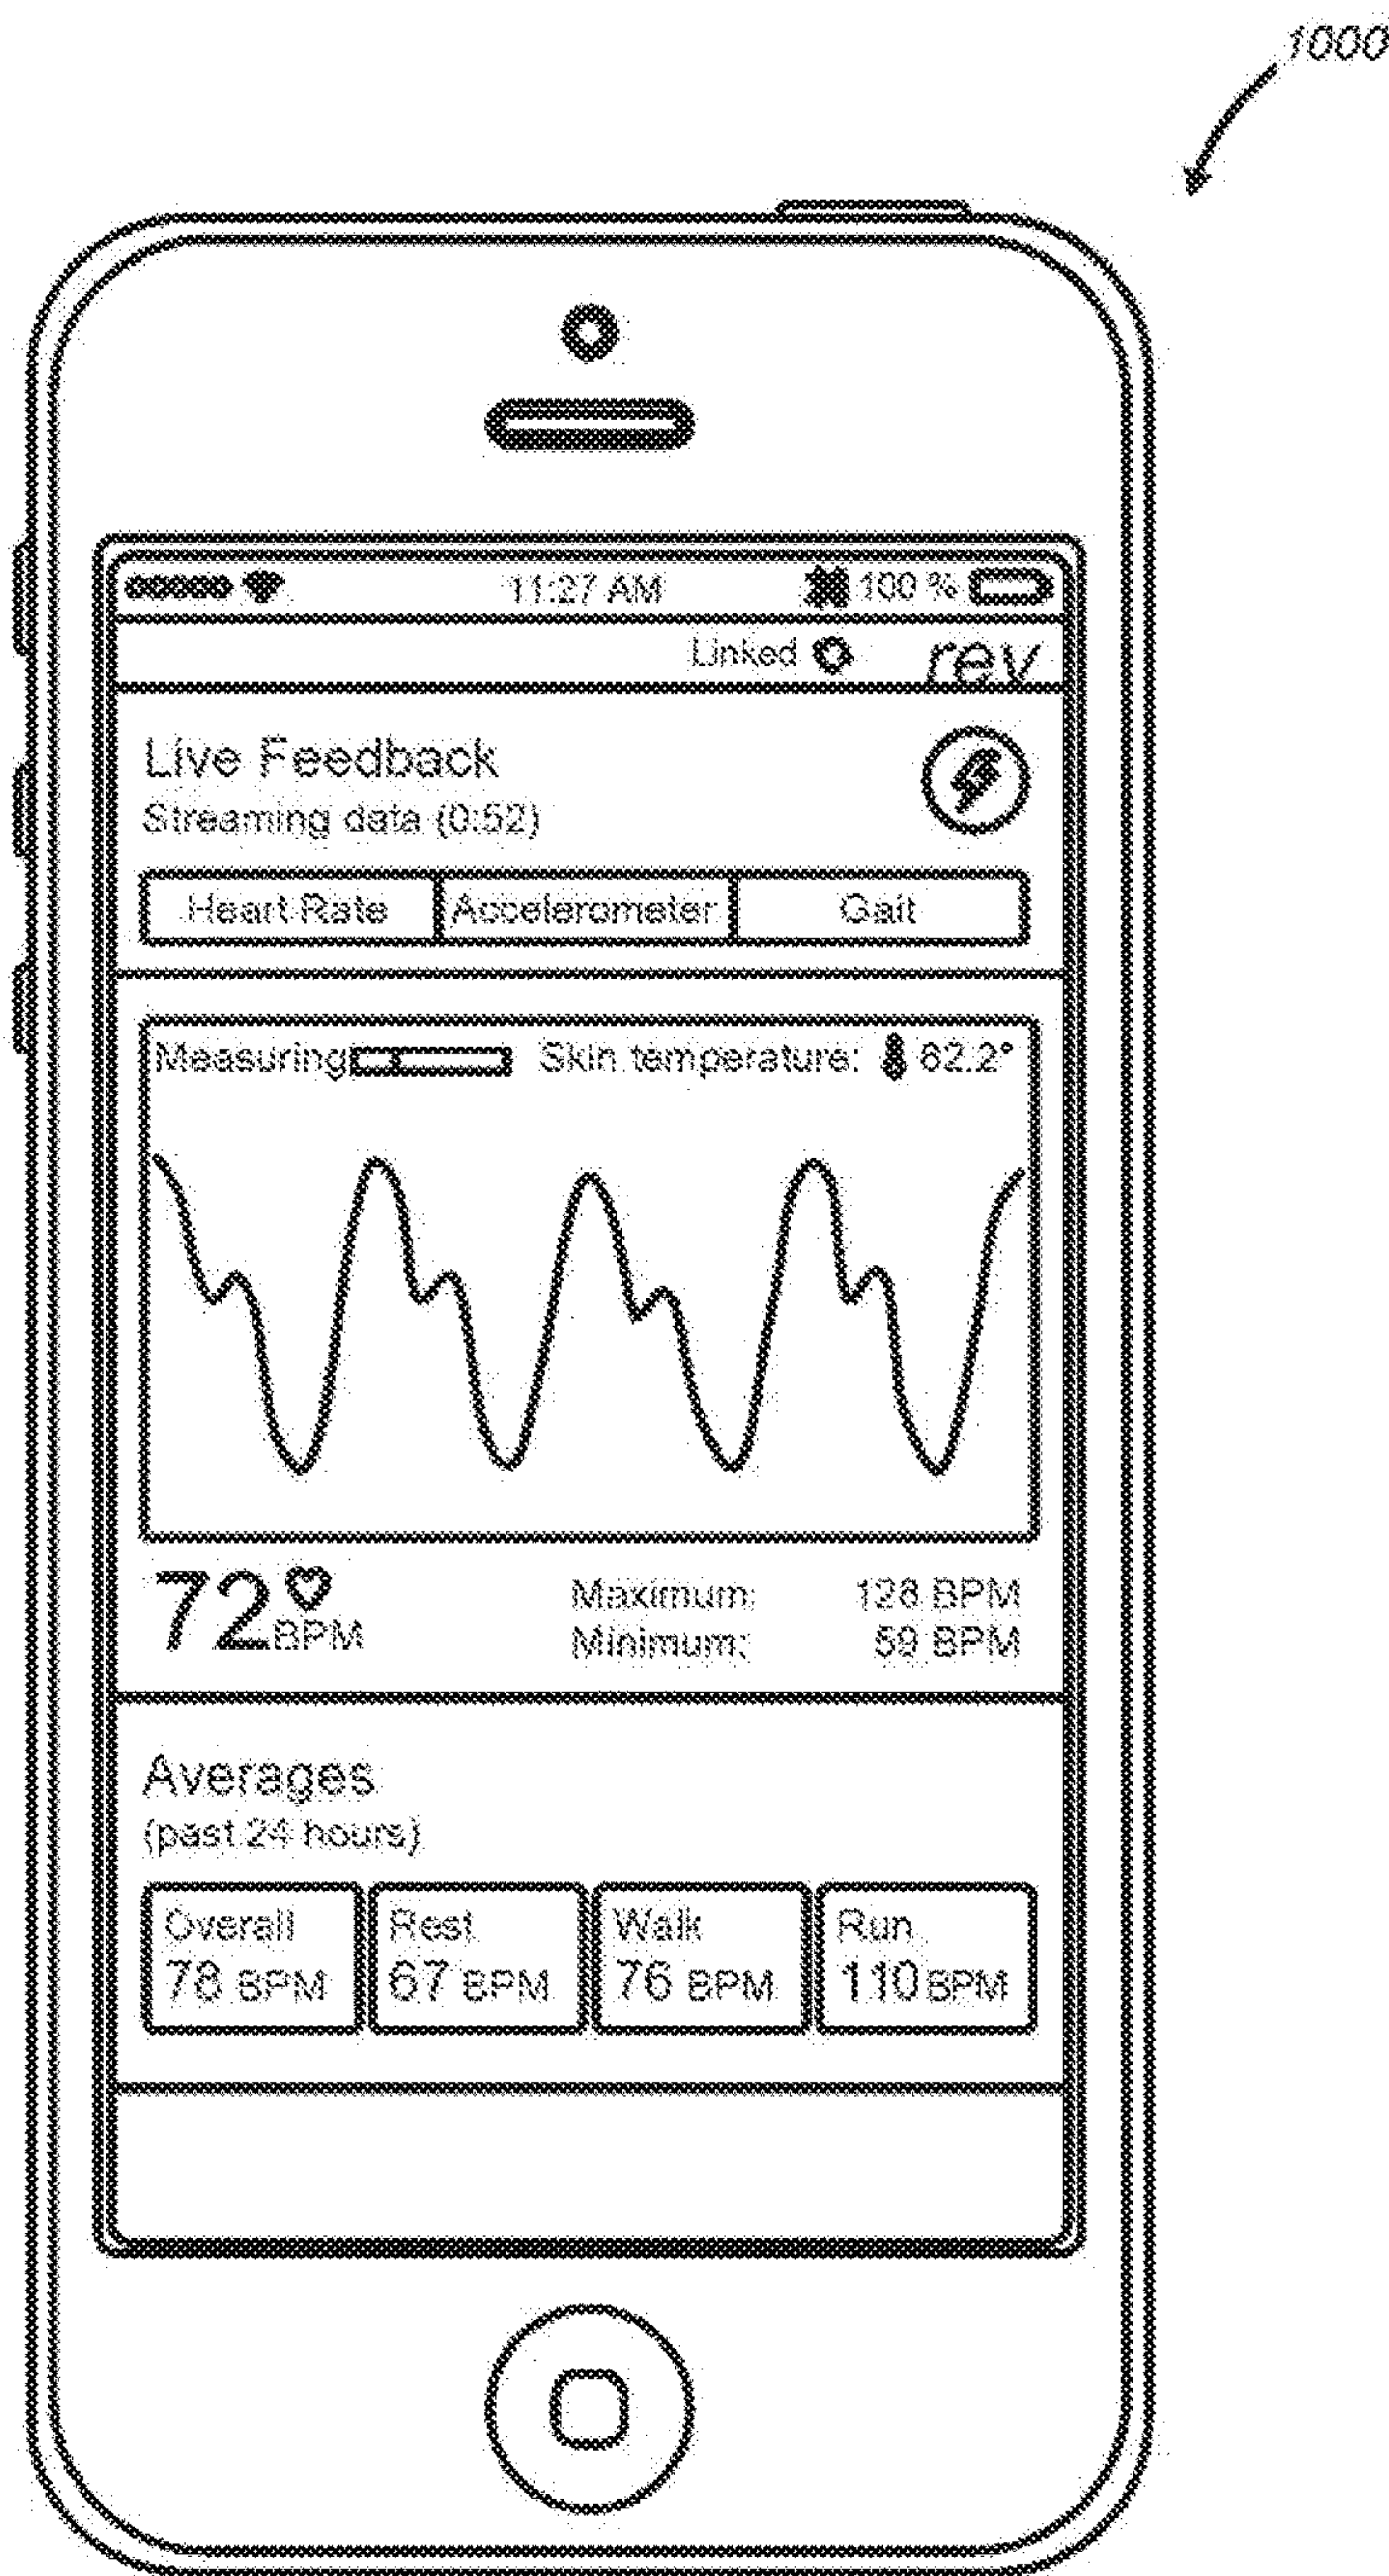 1000
11:27 AM 100 %
Linked rev
Live Feedback
Streaming data (0:52)
Heart Rate Accelerometer Gait
Measuring Skin temperature: 82.2°
72 BPM
Maximum: 128 BPM
Minimum: 59 BPM
Averages
(past 24 hours)
Overall Rest Walk Run
78 BPM 67 BPM 76 BPM 110 BPM